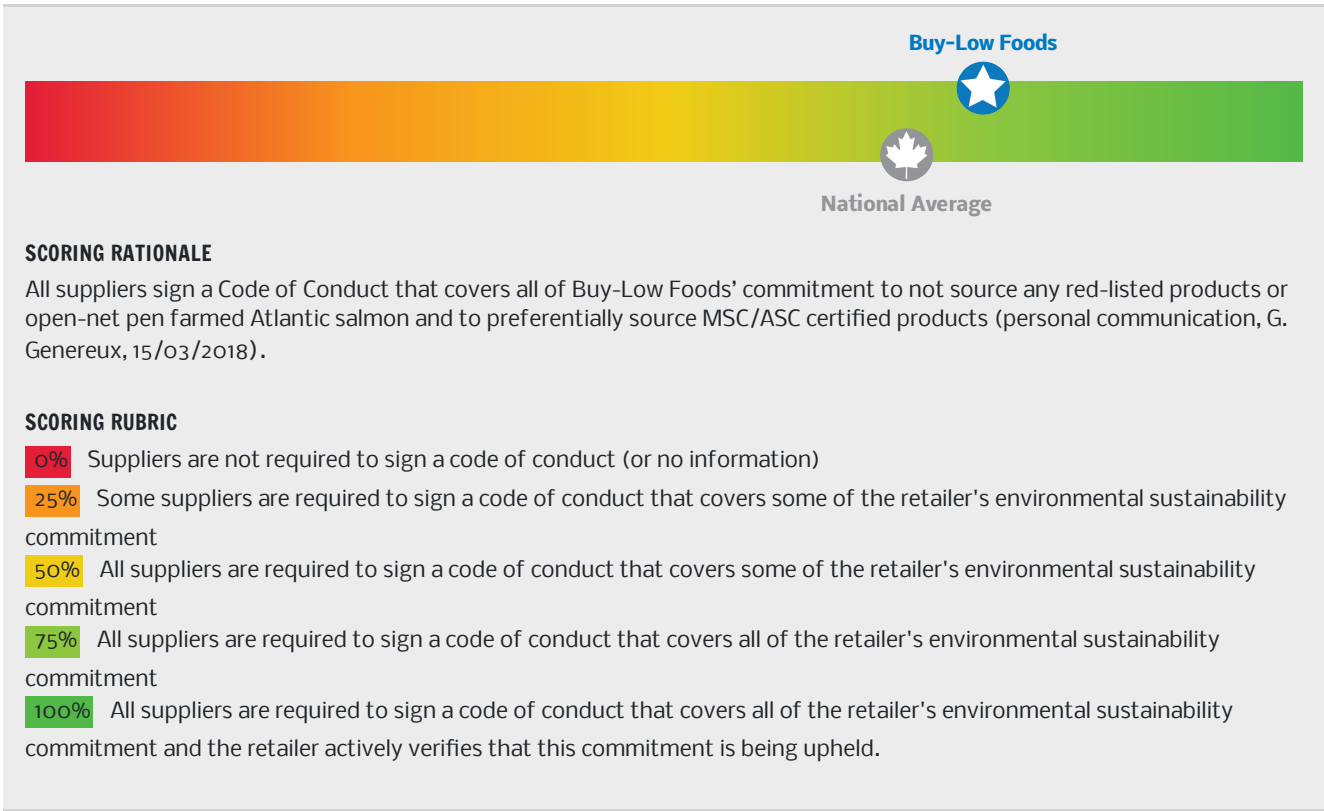 Buy-Low Foods
National Average
SCORING RATIONALE
All suppliers sign a Code of Conduct that covers all of Buy-Low Foods’ commitment to not source any red-listed products or
open-net pen farmed Atlantic salmon and to preferentially source MSC/ASC certified products (personal communication, G.
Genereux, 15/03/2018).
SCORING RUBRIC
0% Suppliers are not required to sign a code of conduct (or no information)
25% Some suppliers are required to sign a code of conduct that covers some of the retailer's environmental sustainability
commitment
50% All suppliers are required to sign a code of conduct that covers some of the retailer's environmental sustainability
commitment
75% All suppliers are required to sign a code of conduct that covers all of the retailer's environmental sustainability
commitment
100% All suppliers are required to sign a code of conduct that covers all of the retailer's environmental sustainability
commitment and the retailer actively verifies that this commitment is being upheld.